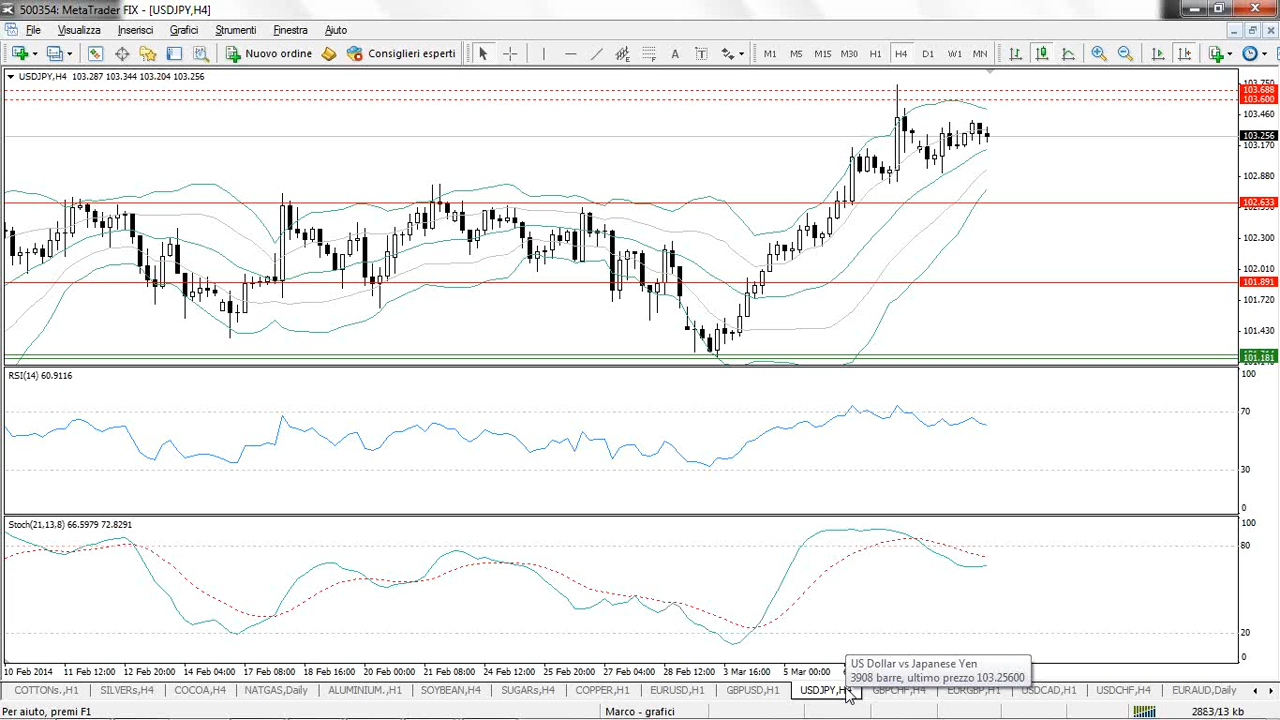 500354: MetaTrader FIX - [USDJPY,H4]
File Visualizza Inserisci Grafici Strumenti Finestra Aiuto
Nuovo ordine Consiglieri esperti A T M1 M5 M15 M30 H1 H4 D1 W1 MN
USDJPY,H4 103.287 103.344 103.204 103.256
103.750
103.688
103.600
103.460
103.256
103.170
102.880
102.633
102.300
102.010
101.891
101.720
101.430
101.181
RSI(14) 60.9116
100
70
30
0
Stoch(21,13,8) 66.5979 72.8291
100
80
20
0
10 Feb 2014 11 Feb 12:00 12 Feb 20:00 14 Feb 04:00 17 Feb 12:00 18 Feb 16:00 20 Feb 00:00 21 Feb 08:00 24 Feb 12:00 25 Feb 20:00 27 Feb 04:00 28 Feb 12:00 3 Mar 16:00 5 Mar 00:00
US Dollar vs Japanese Yen
3908 barre, ultimo prezzo 103.25600
COTTONs.,H1 SILVERs,H4 COCOA,H4 NATGAS,Daily ALUMINIUM.,H1 SOYBEAN,H4 SUGARs,H4 COPPER,H1 EURUSD,H1 GBPUSD,H1 USDJPY,H4 GBPCHF,H4 EURGBP,H1 USDCAD,H1 USDCHF,H4 EURAUD,Daily
Per aiuto, premi F1 Marco - grafici 2883/13 kb